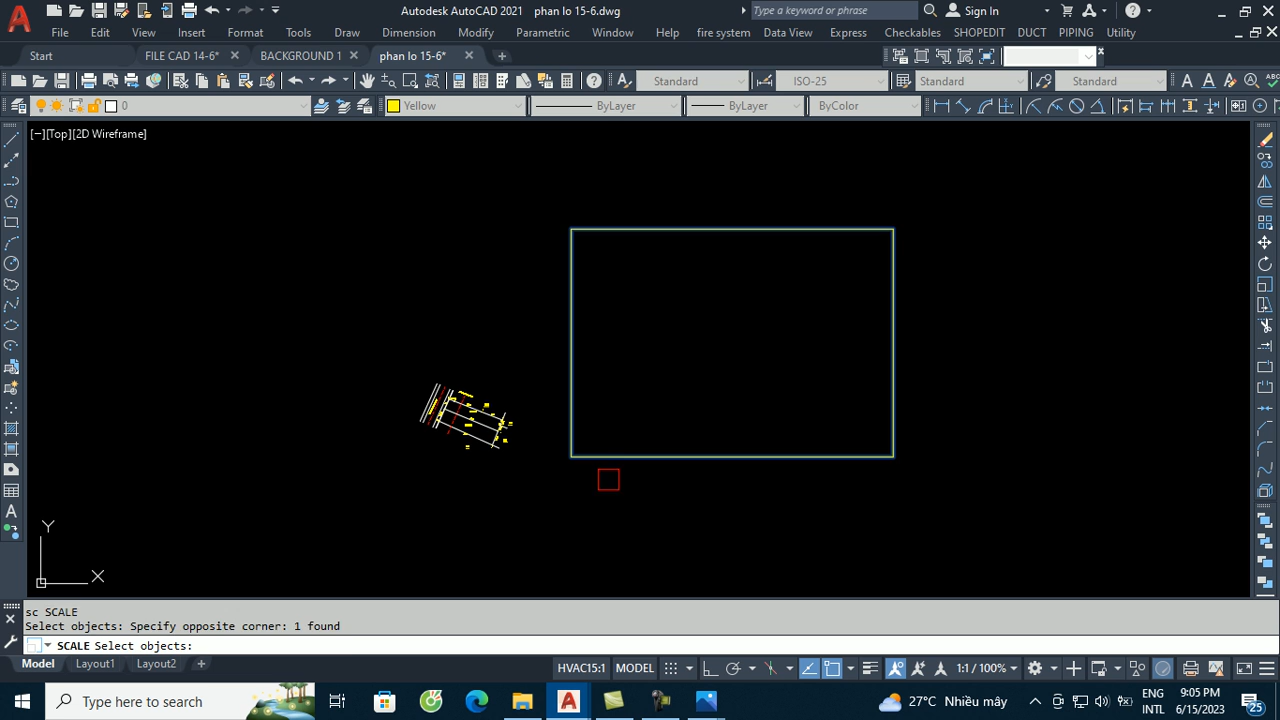 Autodesk AutoCAD 2021 phan lo 15-6.dwg
Type a keyword or phrase
Sign In
File Edit View Insert Format Tools Draw Dimension Modify Parametric Window Help fire system Data View Express Checkables SHOPEDIT DUCT PIPING Utility
Start FILE CAD 14-6* BACKGROUND 1 phan lo 15-6*
Standard ISO-25 Standard Standard
0 Yellow ByLayer ByLayer ByColor
[−][Top][2D Wireframe]
Y
X
sc SCALE
Select objects: Specify opposite corner: 1 found
SCALE Select objects:
Model Layout1 Layout2 HVAC15:1 MODEL 1:1 / 100%
Type here to search
27°C Nhiều mây
ENG
INTL
9:05 PM
6/15/2023
25